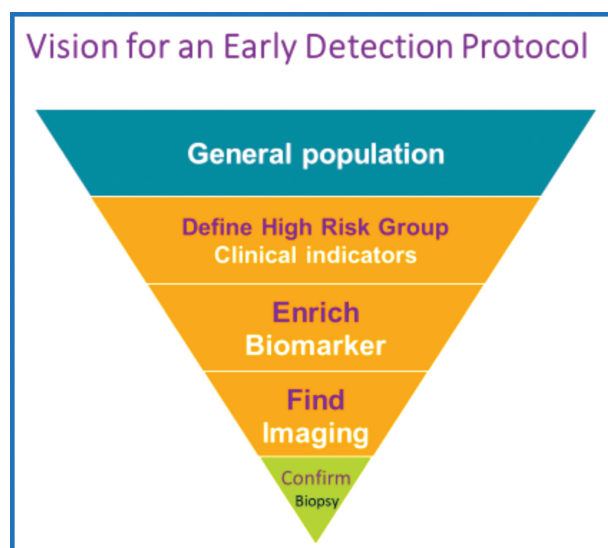 Vision for an Early Detection Protocol
General population
Define High Risk Group
Clinical indicators
Enrich
Biomarker
Find
Imaging
Confirm
Biopsy